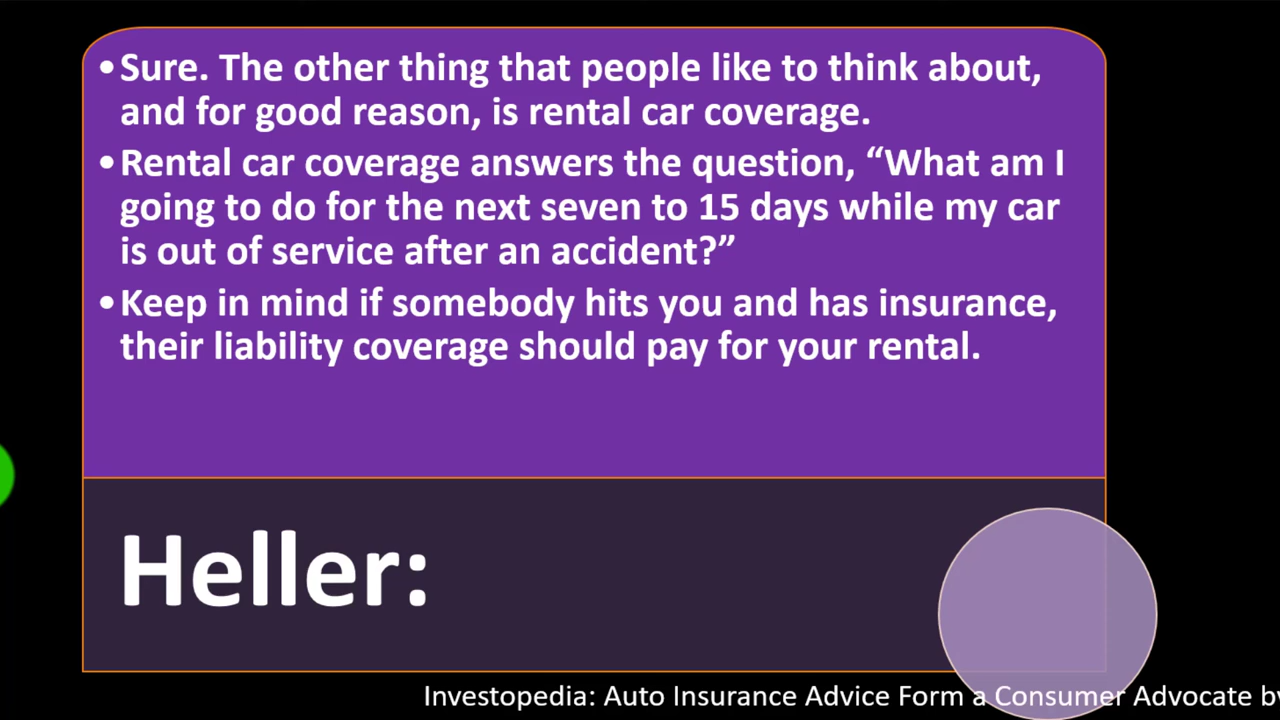 •Sure. The other thing that people like to think about,
and for good reason, is rental car coverage.
•Rental car coverage answers the question, “What am I
going to do for the next seven to 15 days while my car
is out of service after an accident?”
•Keep in mind if somebody hits you and has insurance,
their liability coverage should pay for your rental.
Heller:
Investopedia: Auto Insurance Advice Form a Consumer Advocate by